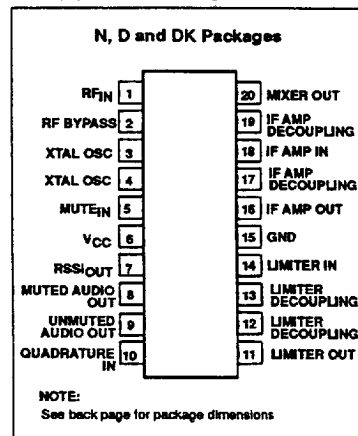 N, D and DK Packages
RFIN 1
RF BYPASS 2
XTAL OSC 3
XTAL OSC 4
MUTEIN 5
VCC 6
RSSIOUT 7
MUTED AUDIO
OUT 8
UNMUTED
AUDIO OUT 9
QUADRATURE
IN 10
20 MIXER OUT
19 IF AMP
DECOUPLING
18 IF AMP IN
17 IF AMP
DECOUPLING
16 IF AMP OUT
15 GND
14 LIMITER IN
13 LIMITER
DECOUPLING
12 LIMITER
DECOUPLING
11 LIMITER OUT
NOTE:
See back page for package dimensions